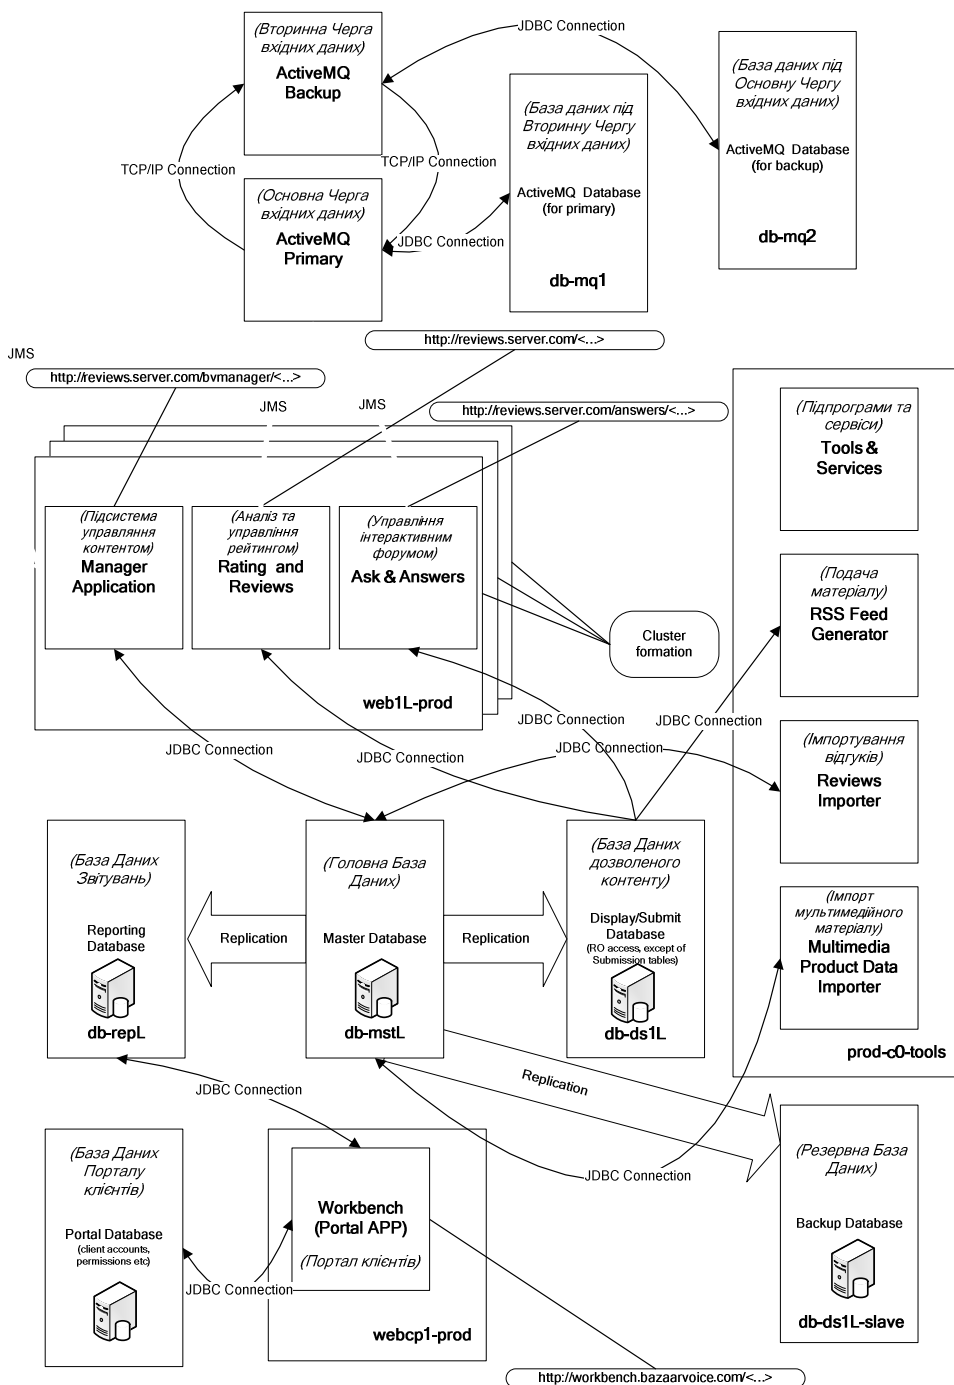 (Вторинна Черга
вхідних даних)
ActiveMQ
Backup
JDBC Connection
(База даних під
Основну Чергу
вхідних даних)
ActiveMQ Database
(for backup)
db-mq2
(База даних під
Вторинну Чергу
вхідних даних)
ActiveMQ Database
(for primary)
db-mq1
TCP/IP Connection
TCP/IP Connection
(Основна Черга
вхідних даних)
ActiveMQ
Primary
JDBC Connection
http://reviews.server.com/<...>
JMS
http://reviews.server.com/bvmanager/<...>
JMS
JMS
http://reviews.server.com/answers/<...>
(Підсистема
управляння
контентом)
Manager
Application
(Аналіз та
управління
рейтингом)
Rating and
Reviews
(Управління
інтерактивним
форумом)
Ask & Answers
web1L-prod
Cluster
formation
(Підпрограми та
сервіси)
Tools &
Services
(Подача
матеріалу)
RSS Feed
Generator
(Імпортування
відгуків)
Reviews
Importer
(Імпорт
мультимедійного
матеріалу)
Multimedia
Product Data
Importer
prod-c0-tools
JDBC Connection
JDBC Connection
JDBC Connection
JDBC Connection
JDBC Connection
(База Даних
Звітувань)
Reporting
Database
db-repL
Replication
(Головна База
Даних)
Master Database
db-mstL
Replication
(База Даних
дозволеного
контенту)
Display/Submit
Database
(RO access, except of
Submission tables)
db-ds1L
Replication
JDBC Connection
JDBC Connection
(База Даних
Порталу
клієнтів)
Portal Database
(client accounts,
permissions etc)
JDBC Connection
Workbench
(Portal APP)
(Портал клієнтів)
webcp1-prod
(Резервна База
Даних)
Backup Database
db-ds1L-slave
http://workbench.bazaarvoice.com/<...>